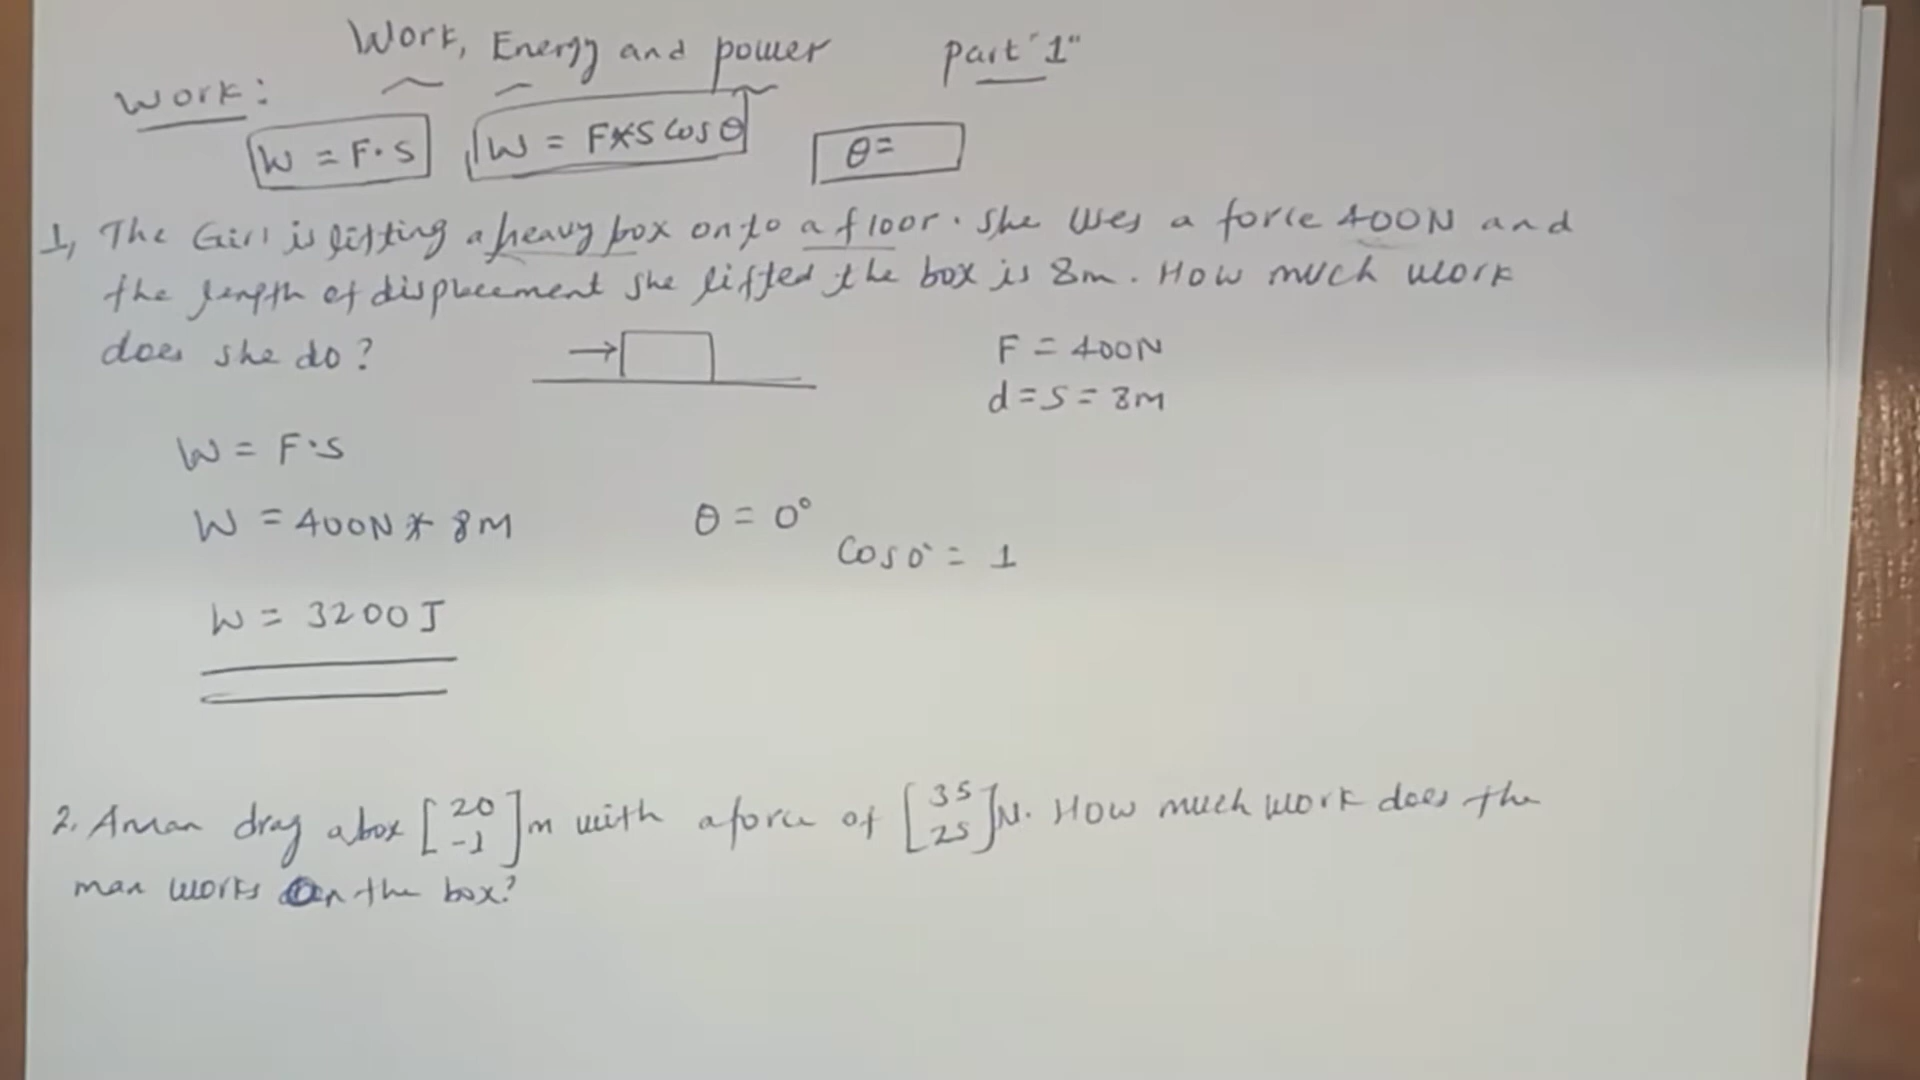 Work, Energy and power part "1"
Work:
W = F·S W = F*S Cos θ θ=
1, The Girl is lifting a heavy box onto a floor. She uses a force 400N and
the length of displacement she lifted the box is 8m. How much work
does she do?
F = 400N
d = S = 8m
W = F·S
W = 400N * 8M θ = 0°
Cos 0° = 1
W = 3200J
2. A man drag a box [20 -1] m with a force of [35 25] N. How much work does the
man works on the box?